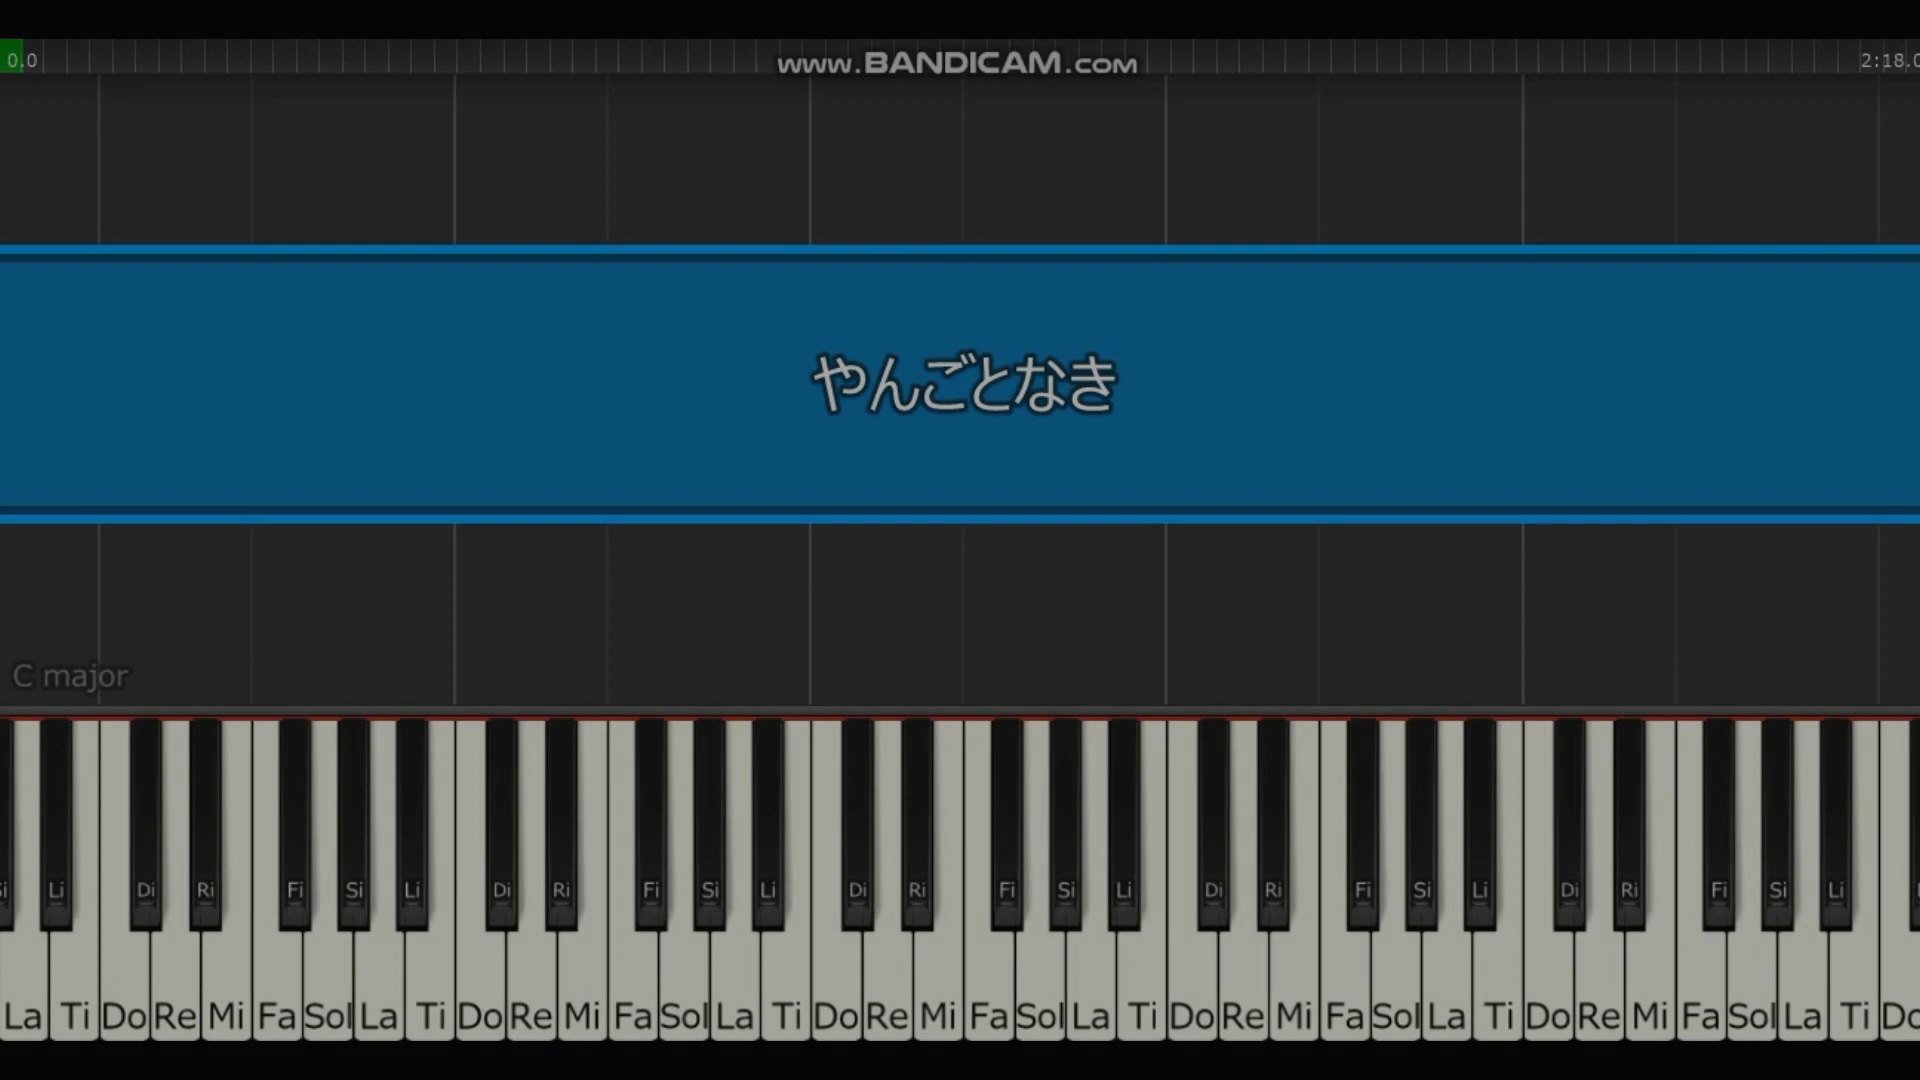 0.0 www.BANDICAM.com 2:18.0
やんごとなき
C major
Li Di Ri Fi Si Li Di Ri Fi Si Li Di Ri Fi Si Li Di Ri Fi Si Li Di Ri Fi Si Li
La Ti Do Re Mi Fa Sol La Ti Do Re Mi Fa Sol La Ti Do Re Mi Fa Sol La Ti Do Re Mi Fa Sol La Ti Do Re Mi Fa Sol La Ti Do